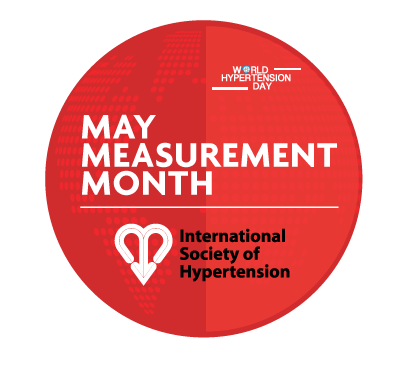 WORLD
HYPERTENSION
DAY
MAY
MEASUREMENT
MONTH
International
Society of
Hypertension